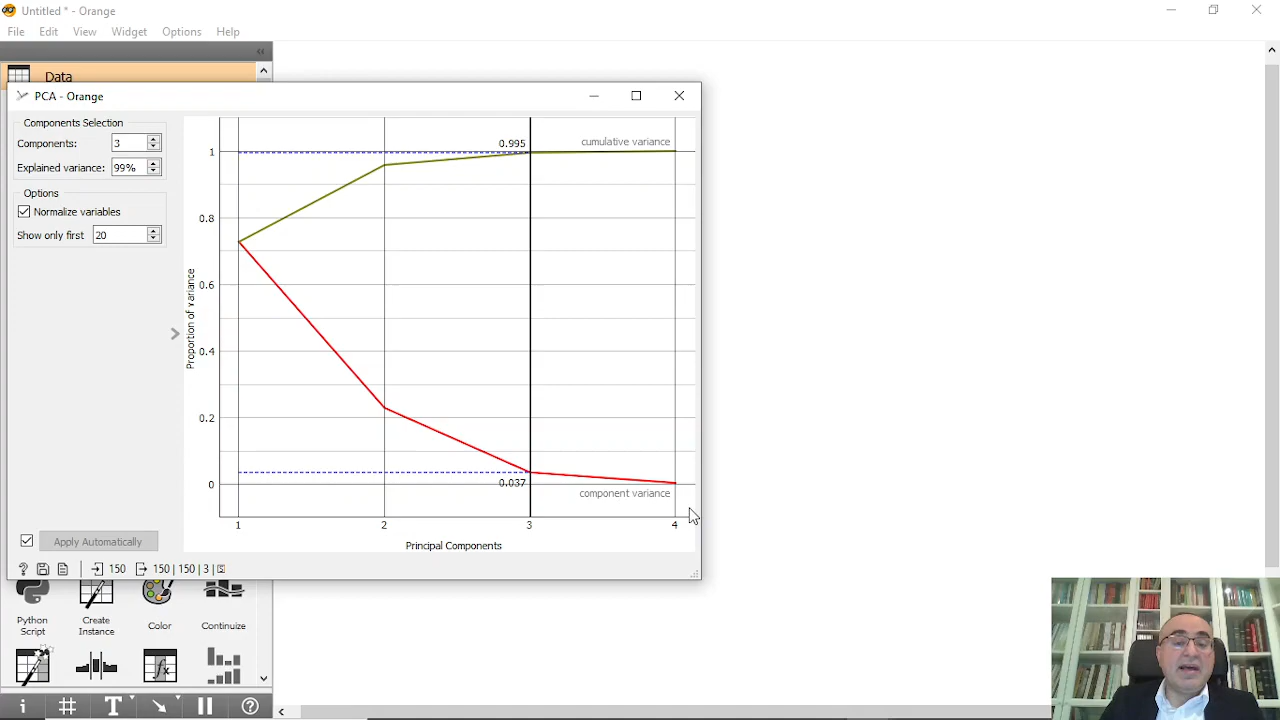 Untitled * - Orange
File Edit View Widget Options Help
Data
PCA - Orange
Components Selection
Components: 3
Explained variance: 99%
Options
Normalize variables
Show only first 20
Apply Automatically
150 150 | 150 | 3 |
0.995
cumulative variance
1
0.8
0.6
0.4
0.2
0
Proportion of variance
0.037
component variance
1 2 3 4
Principal Components
Python Script
Create Instance
Color
Continuize